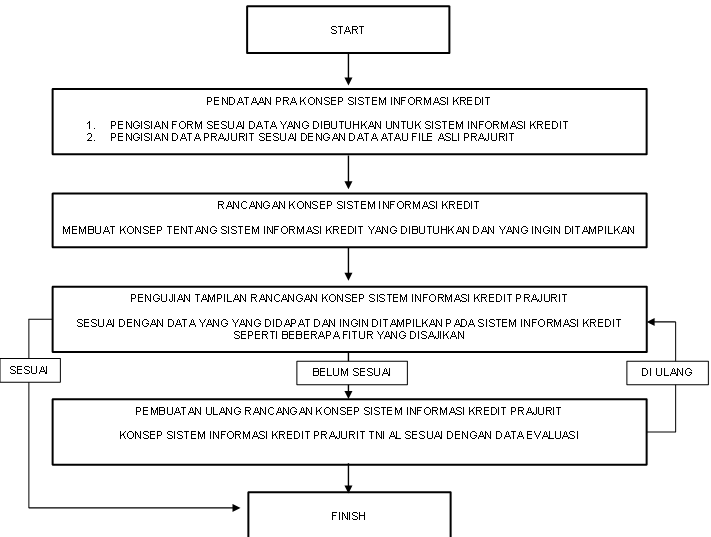 START
PENDATAAN PRA KONSEP SISTEM INFORMASI KREDIT
1. PENGISIAN FORM SESUAI DATA YANG DIBUTUHKAN UNTUK SISTEM INFORMASI KREDIT
2. PENGISIAN DATA PRAJURIT SESUAI DENGAN DATA ATAU FILE ASLI PRAJURIT
RANCANGAN KONSEP SISTEM INFORMASI KREDIT
MEMBUAT KONSEP TENTANG SISTEM INFORMASI KREDIT YANG DIBUTUHKAN DAN YANG INGIN DITAMPILKAN
PENGUJIAN TAMPILAN RANCANGAN KONSEP SISTEM INFORMASI KREDIT PRAJURIT
SESUAI DENGAN DATA YANG YANG DIDAPAT DAN INGIN DITAMPILKAN PADA SISTEM INFORMASI KREDIT
SEPERTI BEBERAPA FITUR YANG DISAJIKAN
SESUAI
BELUM SESUAI
DI ULANG
PEMBUATAN ULANG RANCANGAN KONSEP SISTEM INFORMASI KREDIT PRAJURIT
KONSEP SISTEM INFORMASI KREDIT PRAJURIT TNI AL SESUAI DENGAN DATA EVALUASI
FINISH